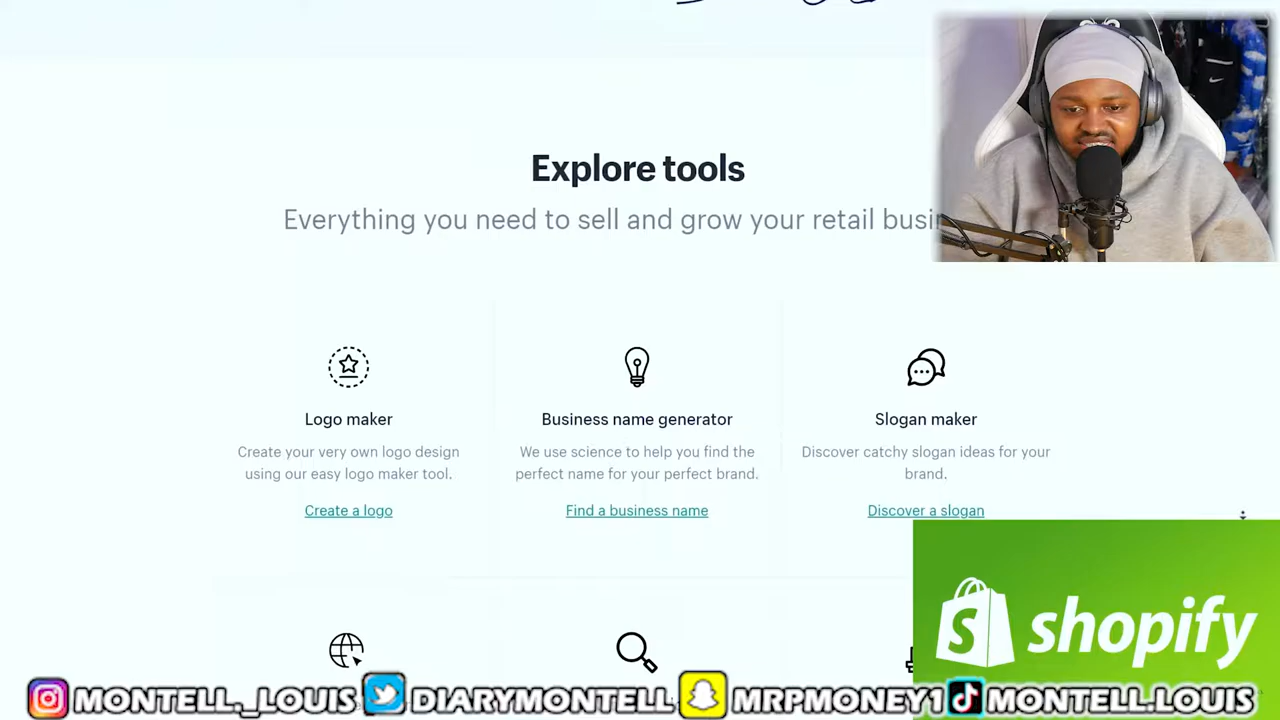 Explore tools
Everything you need to sell and grow your retail
Logo maker
Create your very own logo design
using our easy logo maker tool.
Create a logo
Business name generator
We use science to help you find the
perfect name for your perfect brand.
Find a business name
Slogan maker
Discover catchy slogan ideas for your
brand.
Discover a slogan
shopify
MONTELL._LOUIS DIARYMONTELL MRPMONEY1 MONTELL.LOUIS